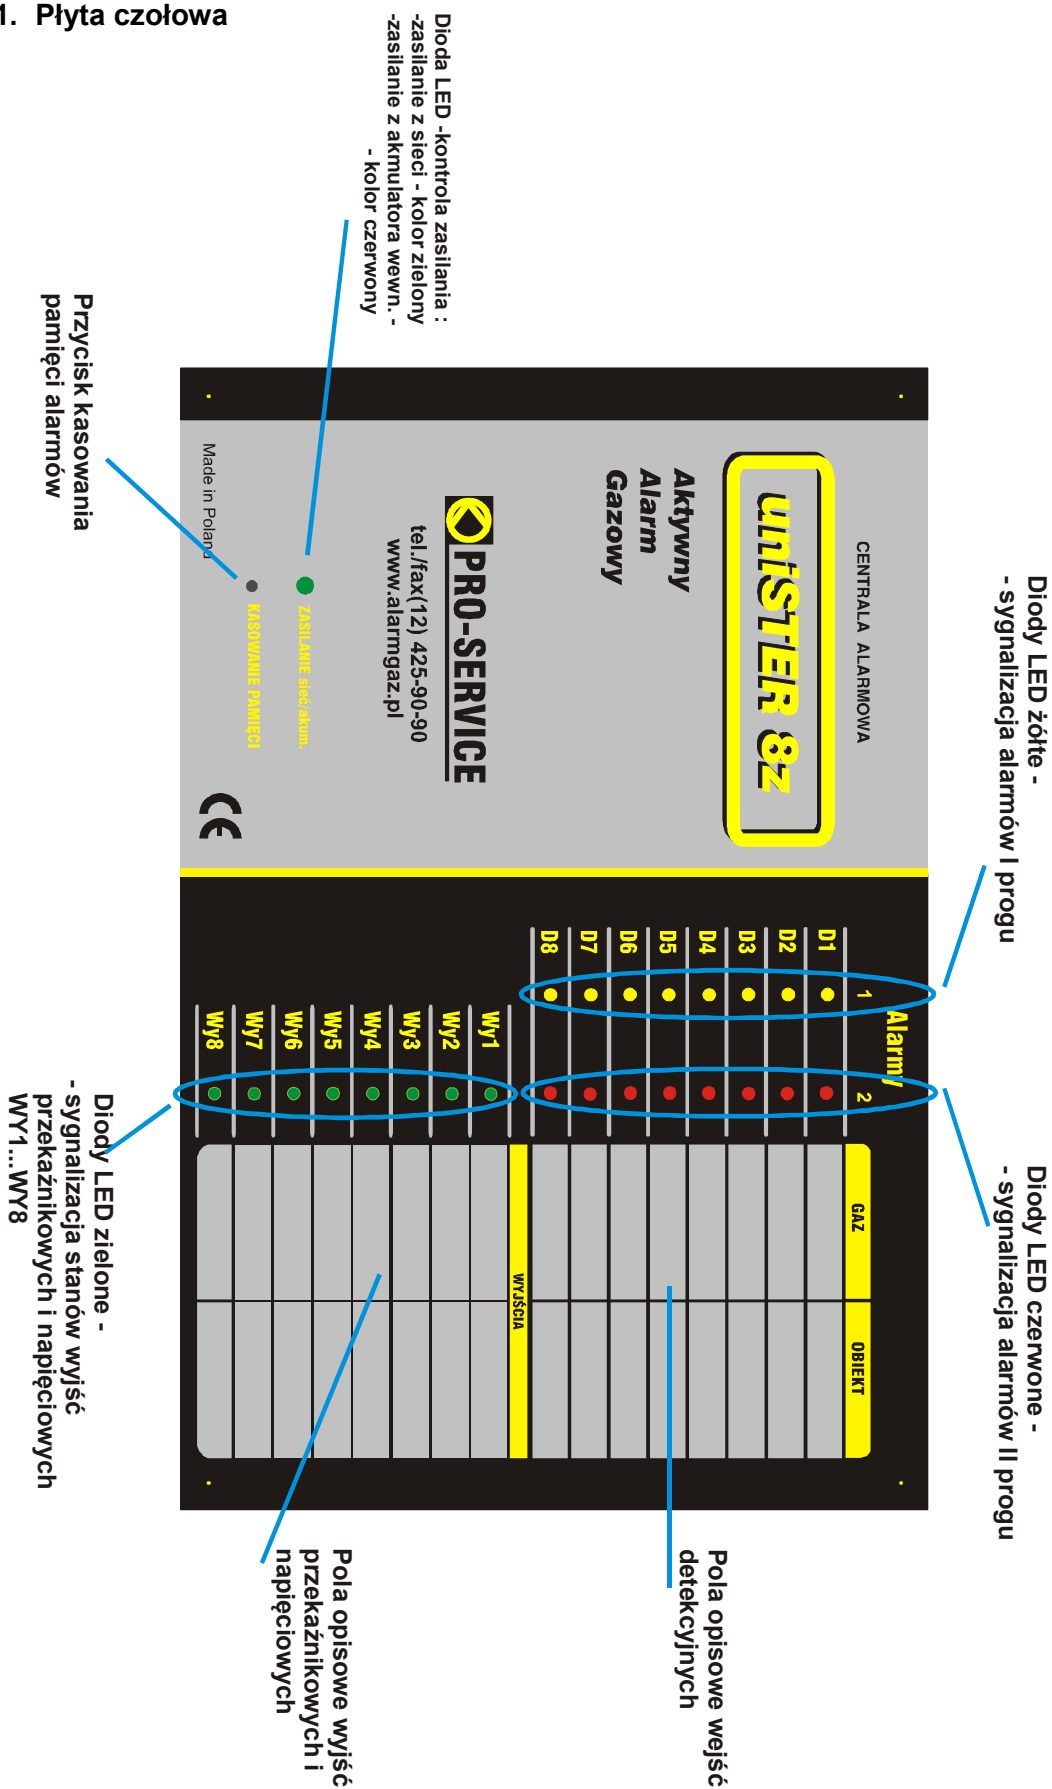 1. Płyta czołowa
Dioda LED -kontrola zasilania :
-zasilanie z sieci - kolor zielony
-zasilanie z akmulatora wewn. -
- kolor czerwony
Przycisk kasowania
pamięci alarmów
Diody LED żółte -
- sygnalizacja alarmów I progu
Diody LED czerwone -
- sygnalizacja alarmów II progu
CENTRALA ALARMOWA
uniSTER 8z
Aktywny
Alarm
Gazowy
PRO-SERVICE
tel./fax(12) 425-90-90
www.alarmgaz.pl
ZASILANIE sieć/akum.
KASOWANIE PAMIĘCI
Made in Poland
CE
Alarmy
1 2
GAZ OBIEKT
D1
D2
D3
D4
D5
D6
D7
D8
WYJŚCIA
Wy1
Wy2
Wy3
Wy4
Wy5
Wy6
Wy7
Wy8
Diody LED zielone -
- sygnalizacja stanów wyjść
przekaźnikowych i napięciowych
WY1...WY8
Pola opisowe wejść
detekcyjnych
Pola opisowe wyjść
przekaźnikowych i
napięciowych